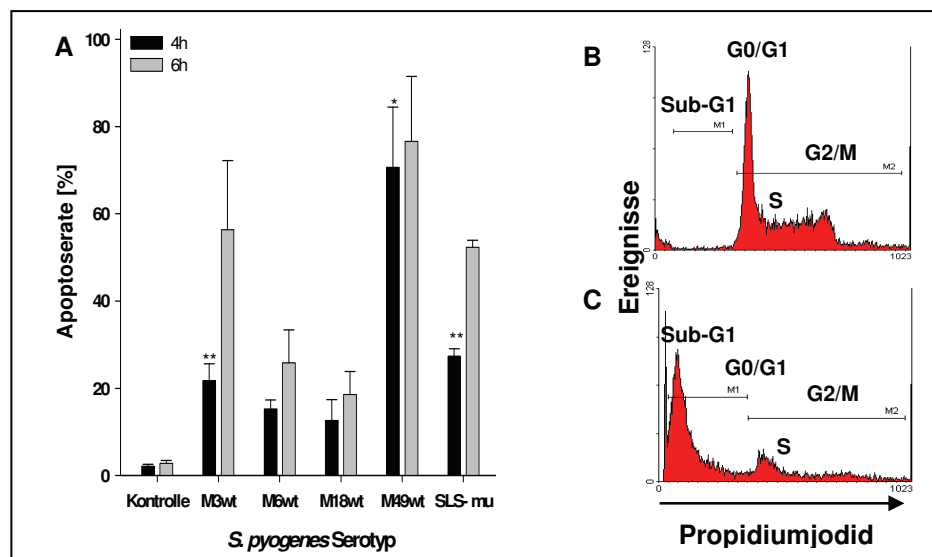 A
100
80
60
40
20
0
Apoptoserate [%]
4h
6h
**
*
**
Kontrolle M3wt M6wt M18wt M49wt SLS- mu
S. pyogenes Serotyp
B
128
0
G0/G1
Sub-G1
M1
G2/M
M2
S
0 1023
Ereignisse
C
128
0
Sub-G1
G0/G1
M1
G2/M
M2
S
0 1023
Propidiumjodid